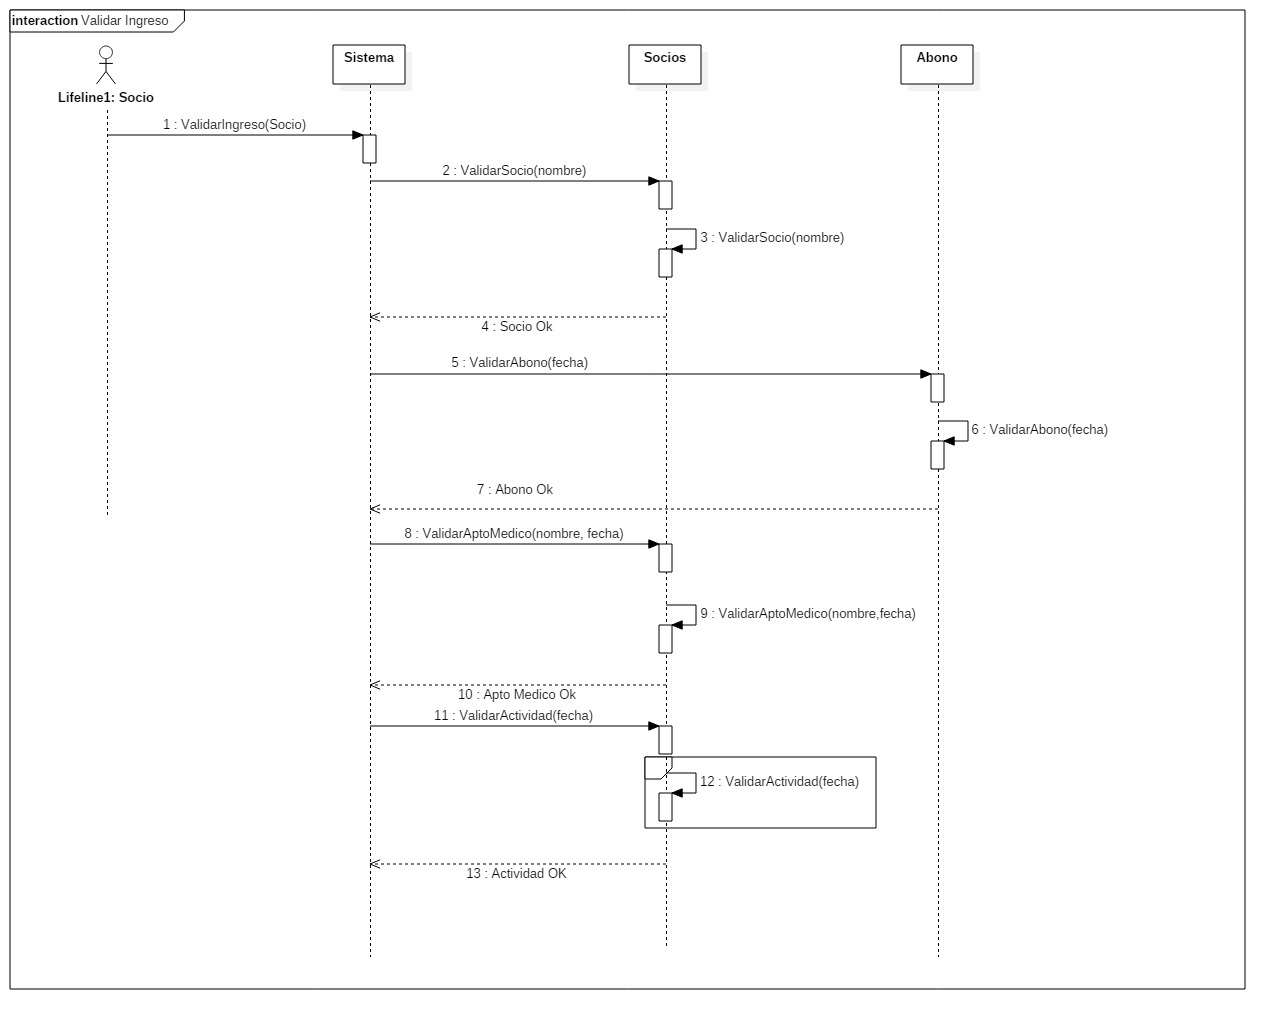 interaction Validar Ingreso
Sistema
Socios
Abono
Lifeline1: Socio
1 : ValidarIngreso(Socio)
2 : ValidarSocio(nombre)
3 : ValidarSocio(nombre)
4 : Socio Ok
5 : ValidarAbono(fecha)
6 : ValidarAbono(fecha)
7 : Abono Ok
8 : ValidarAptoMedico(nombre, fecha)
9 : ValidarAptoMedico(nombre,fecha)
10 : Apto Medico Ok
11 : ValidarActividad(fecha)
12 : ValidarActividad(fecha)
13 : Actividad OK